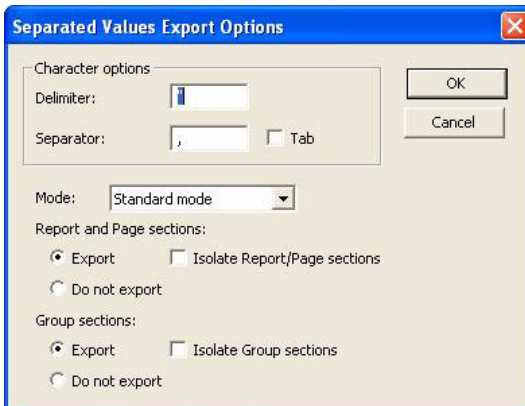 Separated Values Export Options
Character options
Delimiter: "
OK
Separator: ,
Tab
Cancel
Mode: Standard mode
Report and Page sections:
Export
Isolate Report/Page sections
Do not export
Group sections:
Export
Isolate Group sections
Do not export